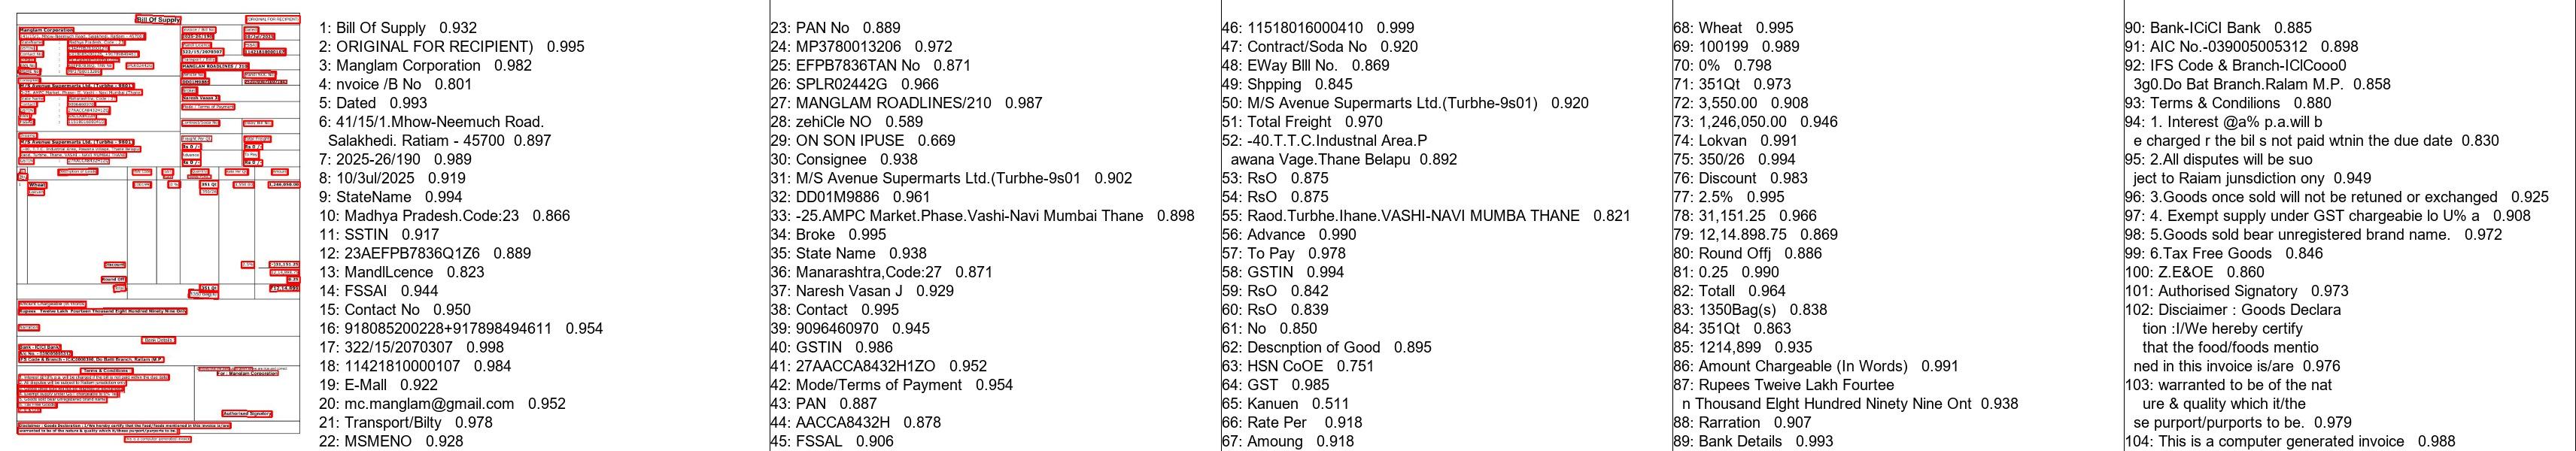 1: Bill Of Supply 0.932
2: ORIGINAL FOR RECIPIENT) 0.995
3: Manglam Corporation 0.982
4: nvoice /B No 0.801
5: Dated 0.993
6: 41/15/1.Mhow-Neemuch Road.
Salakhedi. Ratiam - 45700 0.897
7: 2025-26/190 0.989
8: 10/3ul/2025 0.919
9: StateName 0.994
10: Madhya Pradesh.Code:23 0.866
11: SSTIN 0.917
12: 23AEFPB7836Q1Z6 0.889
13: MandlLcence 0.823
14: FSSAI 0.944
15: Contact No 0.950
16: 918085200228+917898494611 0.954
17: 322/15/2070307 0.998
18: 11421810000107 0.984
19: E-Mall 0.922
20: mc.manglam@gmail.com 0.952
21: Transport/Bilty 0.978
22: MSMENO 0.928
23: PAN No 0.889
24: MP3780013206 0.972
25: EFPB7836TAN No 0.871
26: SPLR02442G 0.966
27: MANGLAM ROADLINES/210 0.987
28: zehiCle NO 0.589
29: ON SON IPUSE 0.669
30: Consignee 0.938
31: M/S Avenue Supermarts Ltd.(Turbhe-9s01 0.902
32: DD01M9886 0.961
33: -25.AMPC Market.Phase.Vashi-Navi Mumbai Thane 0.898
34: Broke 0.995
35: State Name 0.938
36: Manarashtra,Code:27 0.871
37: Naresh Vasan J 0.929
38: Contact 0.995
39: 9096460970 0.945
40: GSTIN 0.986
41: 27AACCA8432H1ZO 0.952
42: Mode/Terms of Payment 0.954
43: PAN 0.887
44: AACCA8432H 0.878
45: FSSAL 0.906
46: 11518016000410 0.999
47: Contract/Soda No 0.920
48: EWay Blll No. 0.869
49: Shpping 0.845
50: M/S Avenue Supermarts Ltd.(Turbhe-9s01) 0.920
51: Total Freight 0.970
52: -40.T.T.C.Industnal Area.P
awana Vage.Thane Belapu 0.892
53: RsO 0.875
54: RsO 0.875
55: Raod.Turbhe.Ihane.VASHI-NAVI MUMBA THANE 0.821
56: Advance 0.990
57: To Pay 0.978
58: GSTIN 0.994
59: RsO 0.842
60: RsO 0.839
61: No 0.850
62: Descnption of Good 0.895
63: HSN CoOE 0.751
64: GST 0.985
65: Kanuen 0.511
66: Rate Per 0.918
67: Amoung 0.918
68: Wheat 0.995
69: 100199 0.989
70: 0% 0.798
71: 351Qt 0.973
72: 3,550.00 0.908
73: 1,246,050.00 0.946
74: Lokvan 0.991
75: 350/26 0.994
76: Discount 0.983
77: 2.5% 0.995
78: 31,151.25 0.966
79: 12,14.898.75 0.869
80: Round Offj 0.886
81: 0.25 0.990
82: Totall 0.964
83: 1350Bag(s) 0.838
84: 351Qt 0.863
85: 1214,899 0.935
86: Amount Chargeable (In Words) 0.991
87: Rupees Tweive Lakh Fourtee
n Thousand Elght Hundred Ninety Nine Ont 0.938
88: Rarration 0.907
89: Bank Details 0.993
90: Bank-ICiCI Bank 0.885
91: AIC No.-039005005312 0.898
92: IFS Code & Branch-IClCooo0
3g0.Do Bat Branch.Ralam M.P. 0.858
93: Terms & Condilions 0.880
94: 1. Interest @a% p.a.will b
e charged r the bil s not paid wtnin the due date 0.830
95: 2.All disputes will be suo
ject to Raiam junsdiction ony 0.949
96: 3.Goods once sold will not be retuned or exchanged 0.925
97: 4. Exempt supply under GST chargeable lo U% a 0.908
98: 5.Goods sold bear unregistered brand name. 0.972
99: 6.Tax Free Goods 0.846
100: Z.E&OE 0.860
101: Authorised Signatory 0.973
102: Disciaimer : Goods Declara
tion :I/We hereby certify
that the food/foods mentio
ned in this invoice is/are 0.976
103: warranted to be of the nat
ure & quality which it/the
se purport/purports to be. 0.979
104: This is a computer generated invoice 0.988